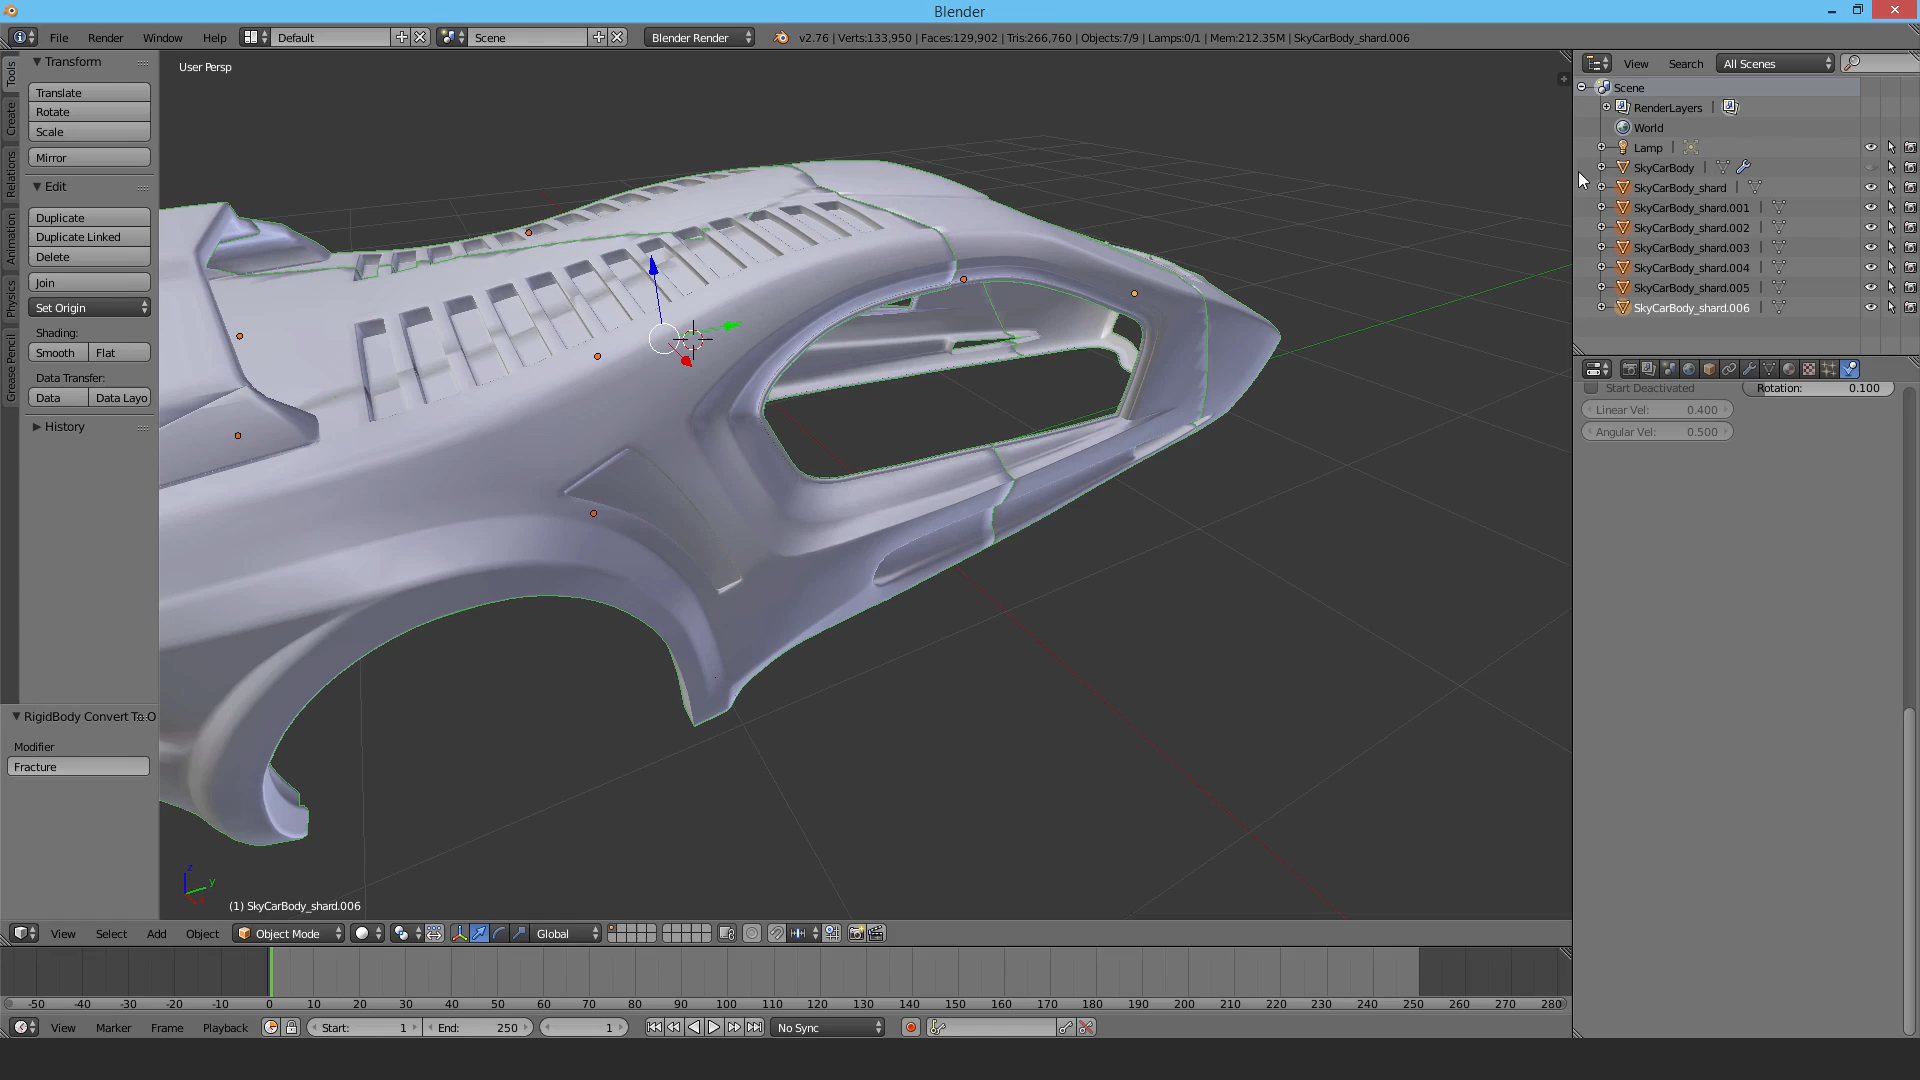 Blender
File Render Window Help Default Scene Blender Render v2.76 | Verts:133,950 | Faces:129,902 | Tris:266,760 | Objects:7/9 | Lamps:0/1 | Mem:212.35M | SkyCarBody_shard.006
Tools
Create
Relations
Animation
Physics
Grease Pencil
Transform
Translate
Rotate
Scale
Mirror
Edit
Duplicate
Duplicate Linked
Delete
Join
Set Origin
Shading:
Smooth Flat
Data Transfer:
Data Data Layo
History
RigidBody Convert To O
Modifier
Fracture
User Persp
z
y
(1) SkyCarBody_shard.006
View Search All Scenes
Scene
RenderLayers |
World
Lamp |
SkyCarBody |
SkyCarBody_shard |
SkyCarBody_shard.001 |
SkyCarBody_shard.002 |
SkyCarBody_shard.003 |
SkyCarBody_shard.004 |
SkyCarBody_shard.005 |
SkyCarBody_shard.006 |
Start Deactivated Rotation: 0.100
Linear Vel: 0.400
Angular Vel: 0.500
View Select Add Object Object Mode Global
-50 -40 -30 -20 -10 0 10 20 30 40 50 60 70 80 90 100 110 120 130 140 150 160 170 180 190 200 210 220 230 240 250 260 270 280
View Marker Frame Playback Start: 1 End: 250 1 No Sync